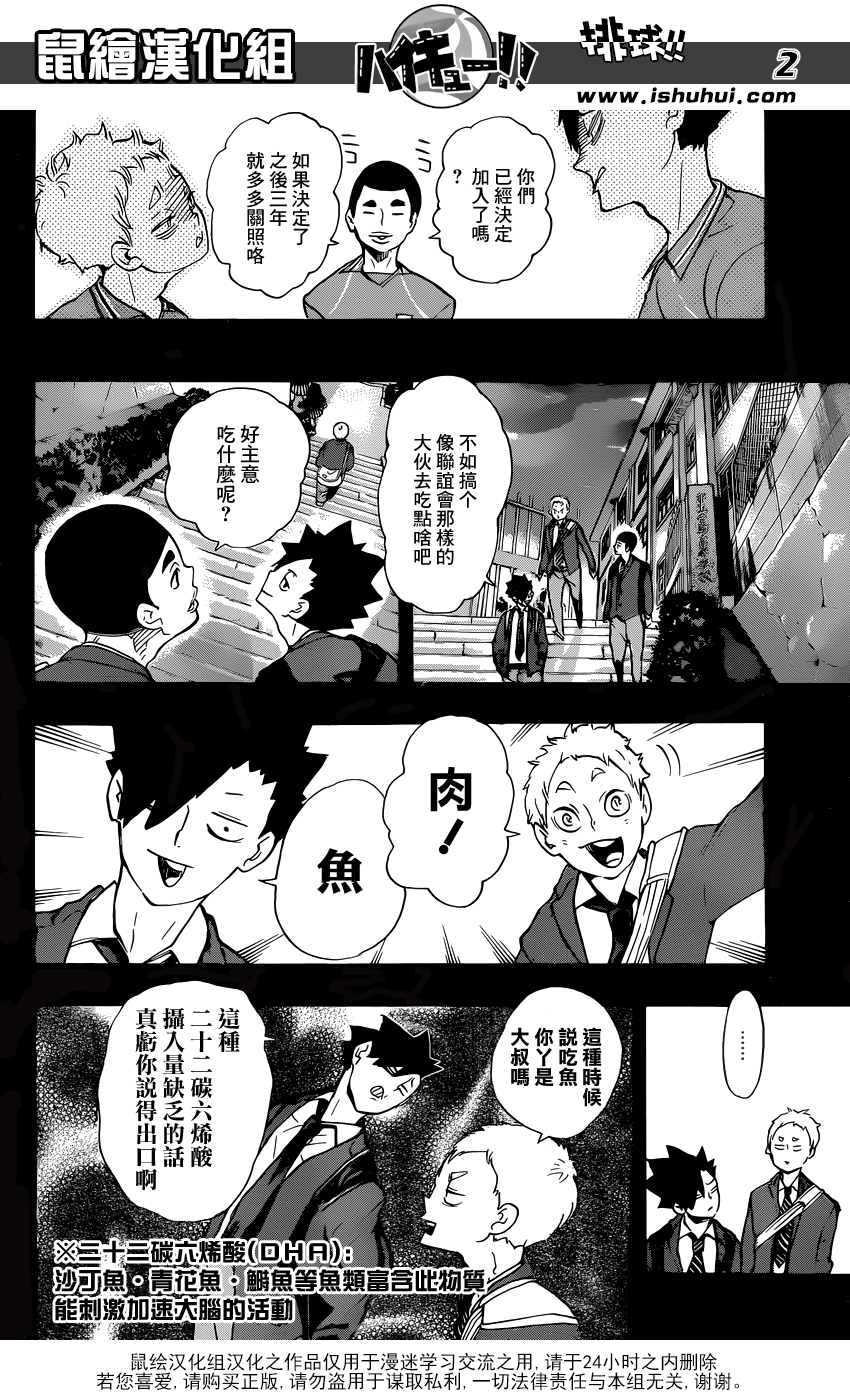 鼠繪漢化組
ハイキュー!!
排球!!
2
www.ishuhui.com
你們
已經決定
加入了嗎
？
如果決定了
之後三年
就多多關照咯
不如搞个
像聯誼會那樣的
大伙去吃點啥吧
好主意
吃什麼呢？
肉！
魚
………
這種時候
說吃魚
你丫是
大叔嗎
這種
二十二碳六烯酸
攝入量缺乏的話
真虧你說得出口啊
※二十二碳六烯酸(DHA):
沙丁魚・青花魚・鰤魚等魚類富含此物質
能刺激加速大腦的活動
鼠绘汉化组汉化之作品仅用于漫迷学习交流之用,请于24小时之内删除
若您喜爱,请购买正版,请勿盗用于谋取私利,一切法律责任与本组无关,谢谢。